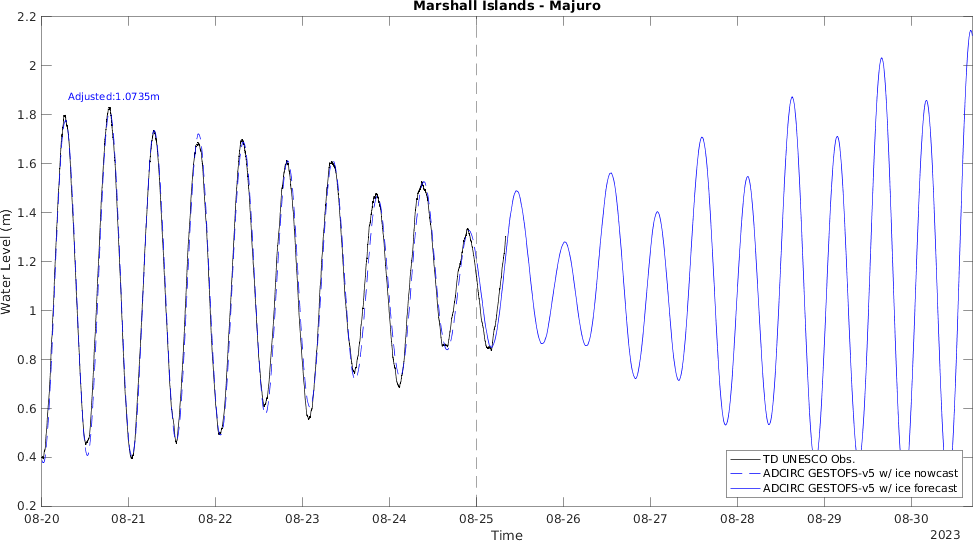 Marshall Islands - Majuro
2.2
2
1.8
1.6
1.4
1.2
1
0.8
0.6
0.4
0.2
Water Level (m)
Adjusted:1.0735m
TD UNESCO Obs.
ADCIRC GESTOFS-v5 w/ ice nowcast
ADCIRC GESTOFS-v5 w/ ice forecast
08-20 08-21 08-22 08-23 08-24 08-25 08-26 08-27 08-28 08-29 08-30
Time
2023